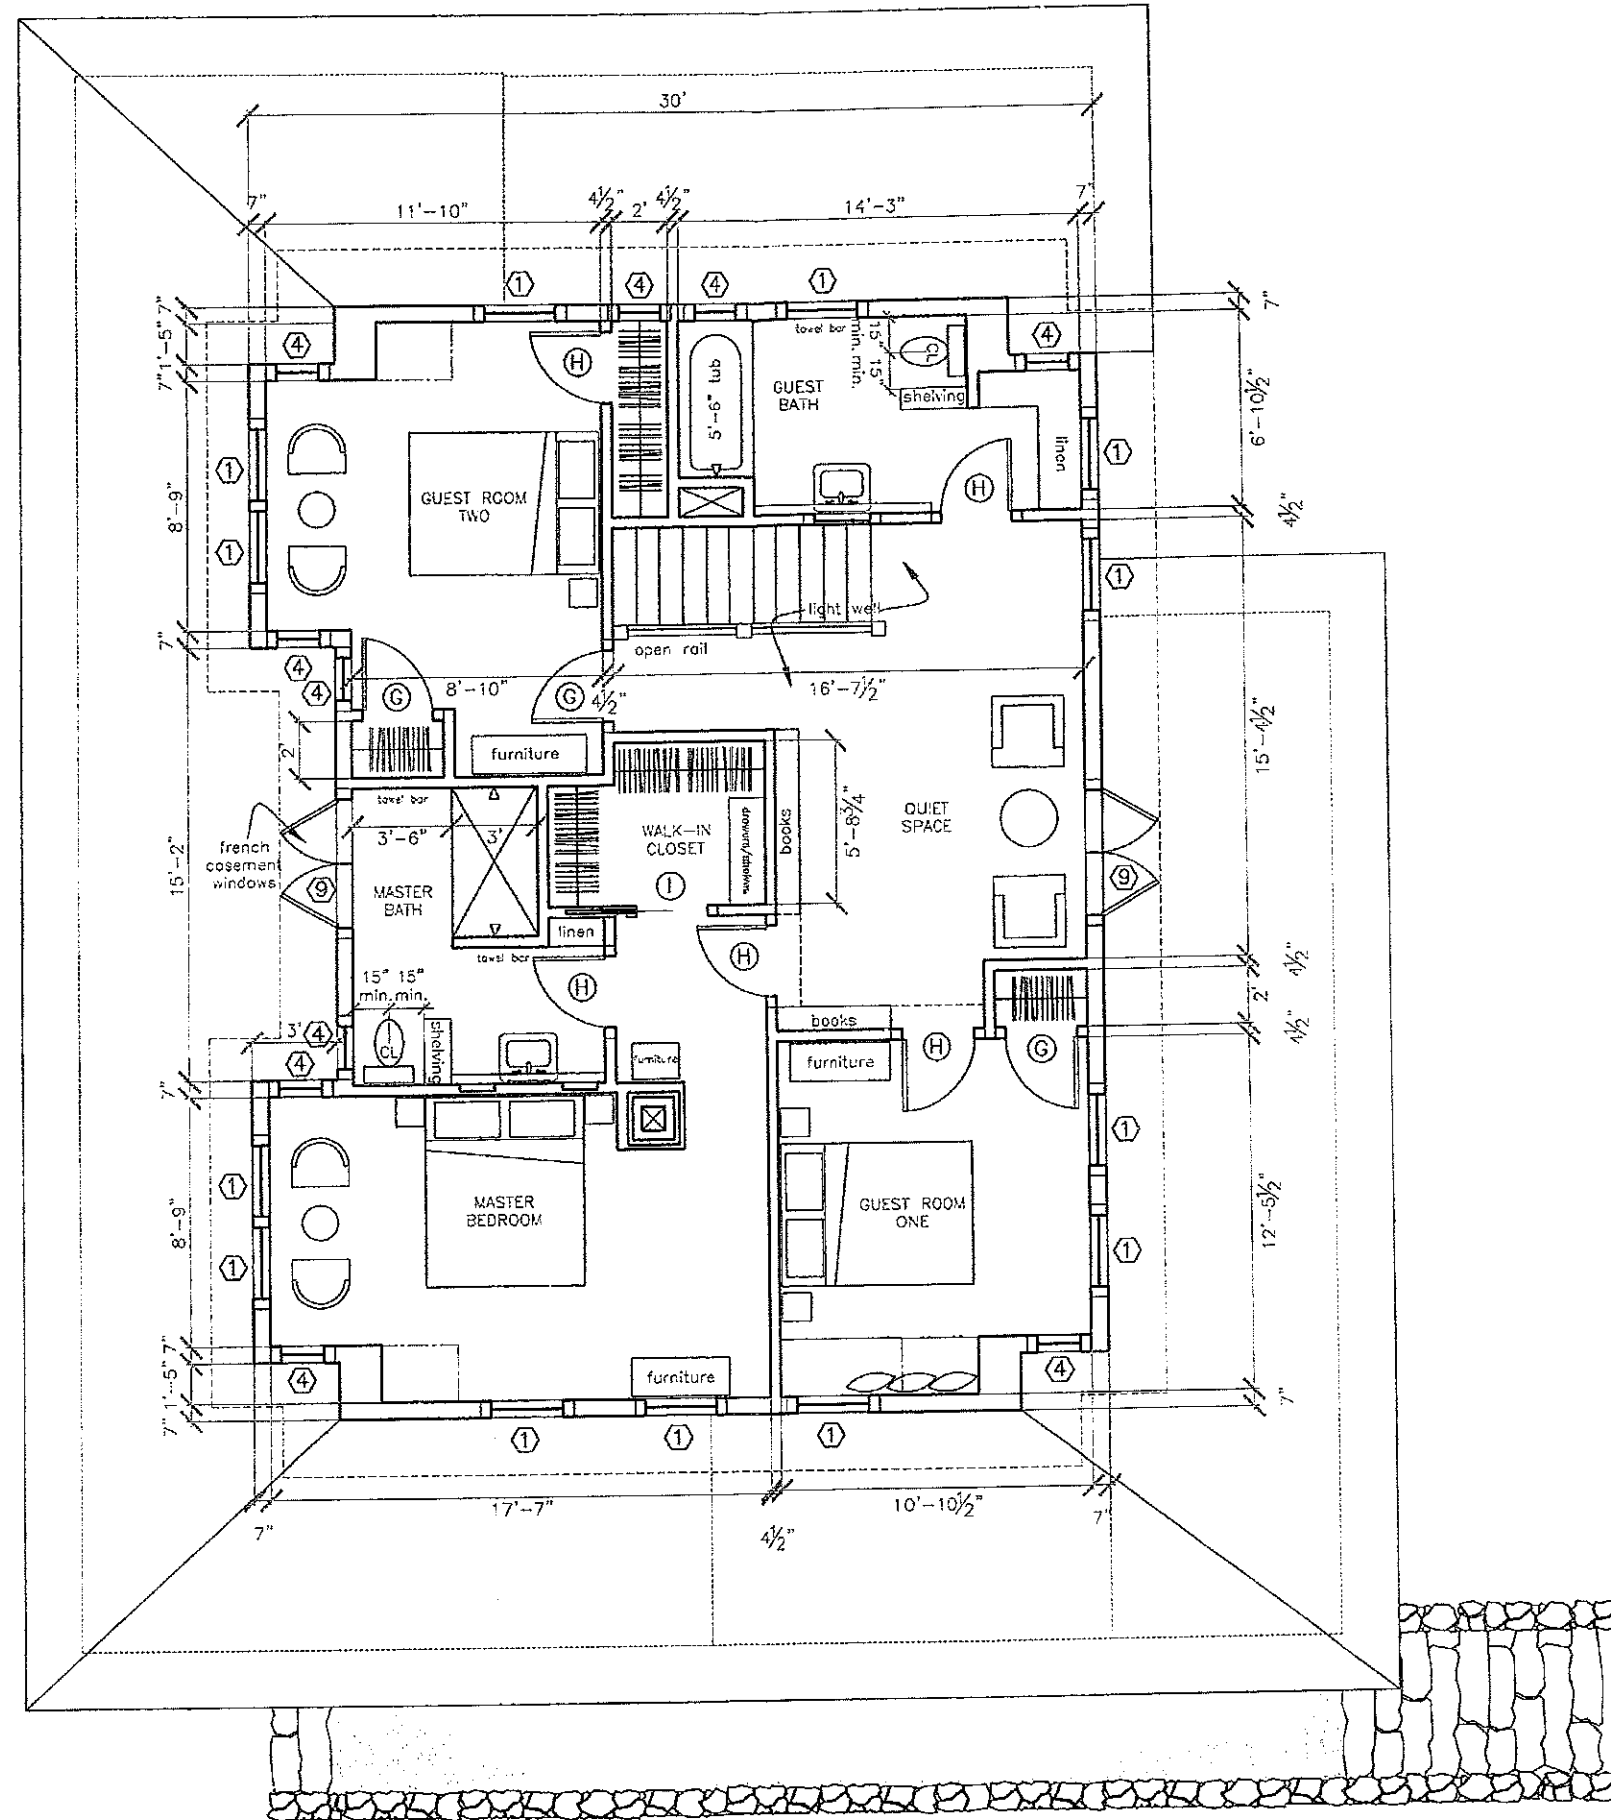 30'
7"
11'-10"
4½"
2'
4½"
14'-3"
7"
1
4
4
1
7"
1'-5"
7"
4
H
towel bar
15" 15"
min. min.
CL
4
7"
5'-6" tub
GUEST
BATH
shelving
6'-10½"
linen
1
1
GUEST ROOM
TWO
H
8'-9"
4½"
1
1
light well
open rail
7"
4
4
8'-10"
G
4½"
16'-7½"
2'
furniture
15'-4½"
towel bar
3'-6"
3'
WALK-IN
CLOSET
drawers/shelves
books
5'-8¾"
QUIET
SPACE
french
casement
windows
15'-2"
9
MASTER
BATH
I
9
linen
towel bar
H
H
15" 15"
min. min.
4½"
2'
4½"
3'
4
4
CL
shelving
books
furniture
furniture
H
G
7"
1
1
MASTER
BEDROOM
GUEST ROOM
ONE
8'-9"
12'-5½"
1
1
7"
1'-5"
7"
4
furniture
4
7"
1
1
1
7"
17'-7"
4½"
10'-10½"
7"